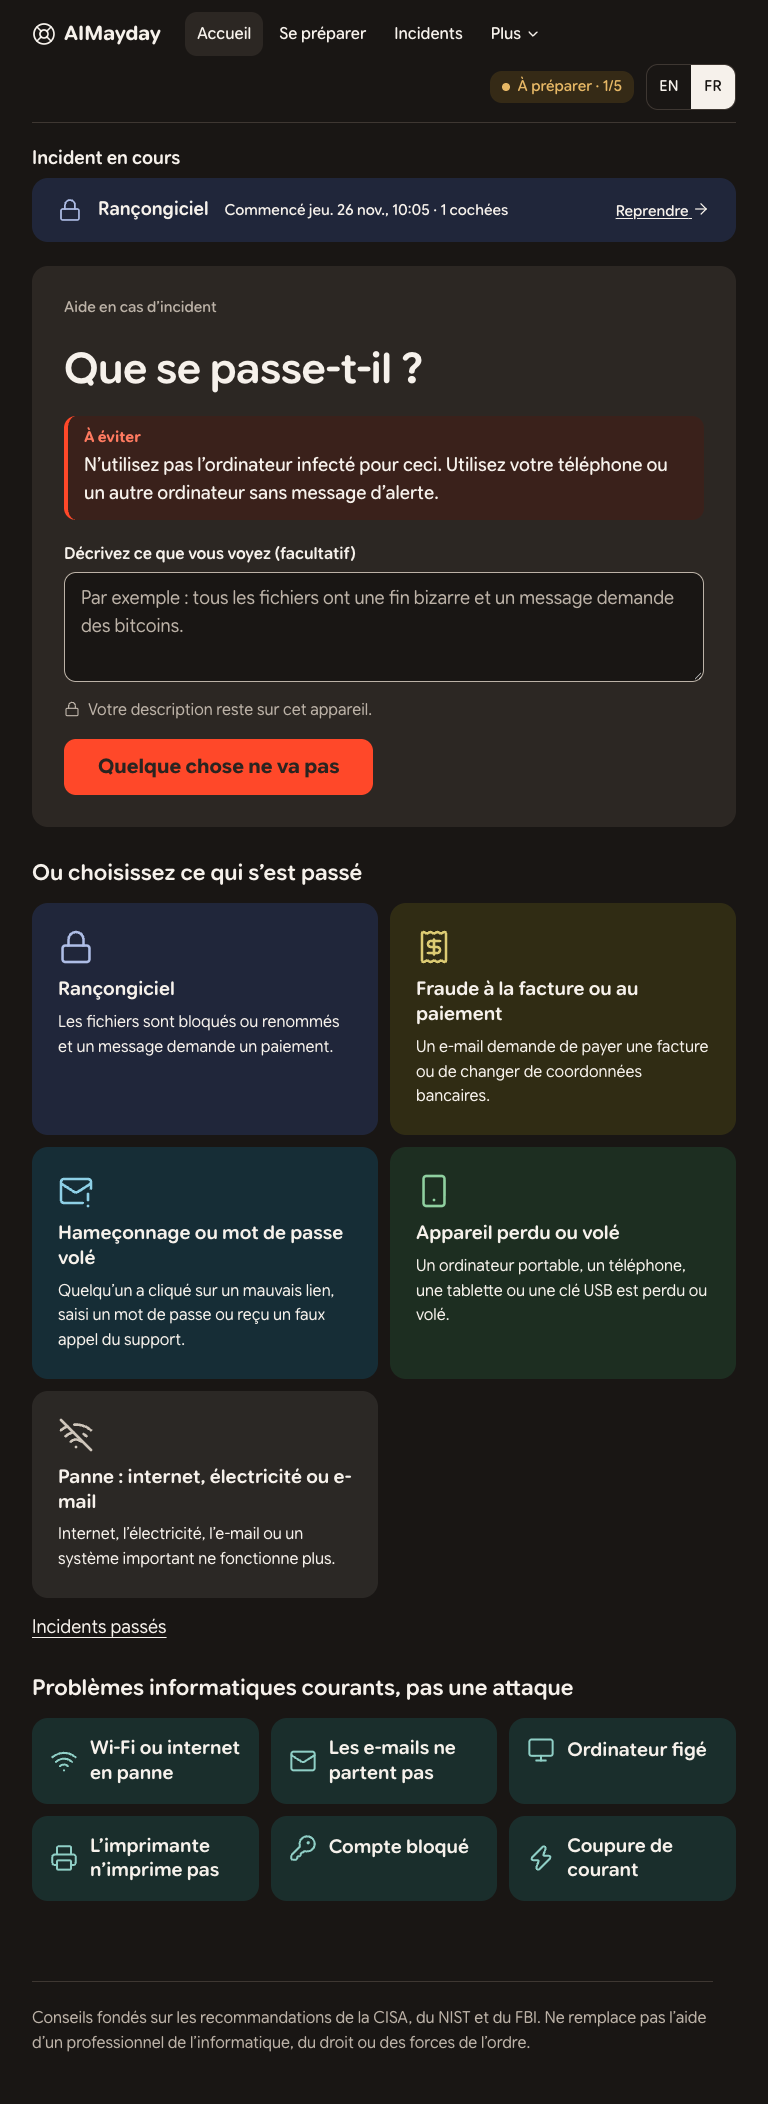 AIMayday
Accueil
Se préparer
Incidents
Plus
À préparer · 1/5
EN
FR
Incident en cours
Rançongiciel
Commencé jeu. 26 nov., 10:05 · 1 cochées
Reprendre →
Aide en cas d’incident
Que se passe-t-il ?
À éviter
N’utilisez pas l’ordinateur infecté pour ceci. Utilisez votre téléphone ou
un autre ordinateur sans message d’alerte.
Décrivez ce que vous voyez (facultatif)
Par exemple : tous les fichiers ont une fin bizarre et un message demande
des bitcoins.
Votre description reste sur cet appareil.
Quelque chose ne va pas
Ou choisissez ce qui s’est passé
Rançongiciel
Les fichiers sont bloqués ou renommés
et un message demande un paiement.
Fraude à la facture ou au
paiement
Un e-mail demande de payer une facture
ou de changer de coordonnées
bancaires.
Hameçonnage ou mot de passe
volé
Quelqu’un a cliqué sur un mauvais lien,
saisi un mot de passe ou reçu un faux
appel du support.
Appareil perdu ou volé
Un ordinateur portable, un téléphone,
une tablette ou une clé USB est perdu ou
volé.
Panne : internet, électricité ou e-
mail
Internet, l’électricité, l’e-mail ou un
système important ne fonctionne plus.
Incidents passés
Problèmes informatiques courants, pas une attaque
Wi-Fi ou internet
en panne
Les e-mails ne
partent pas
Ordinateur figé
L’imprimante
n’imprime pas
Compte bloqué
Coupure de
courant
Conseils fondés sur les recommandations de la CISA, du NIST et du FBI. Ne remplace pas l’aide
d’un professionnel de l’informatique, du droit ou des forces de l’ordre.